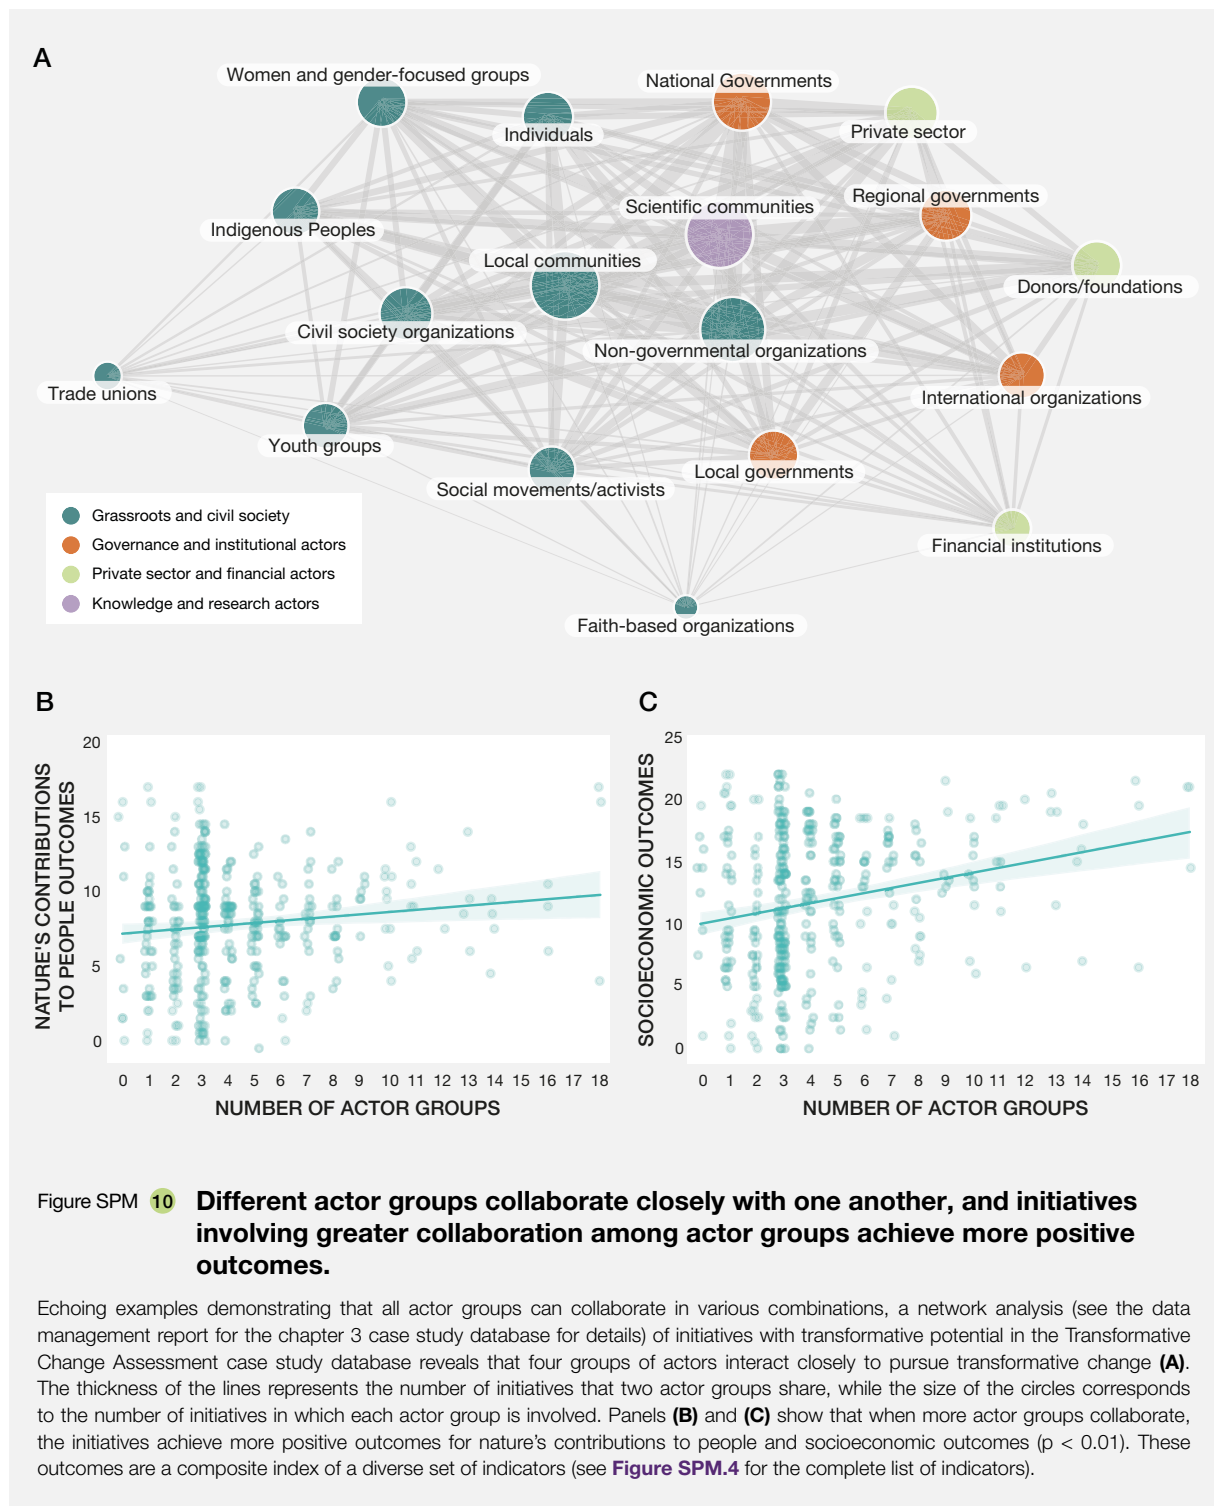 A
Women and gender-focused groups
National Governments
Individuals
Private sector
Indigenous Peoples
Scientific communities
Regional governments
Local communities
Donors/foundations
Civil society organizations
Non-governmental organizations
Trade unions
International organizations
Youth groups
Local governments
Social movements/activists
Financial institutions
Faith-based organizations
Grassroots and civil society
Governance and institutional actors
Private sector and financial actors
Knowledge and research actors
B
NATURE'S CONTRIBUTIONS
TO PEOPLE OUTCOMES
20
15
10
5
0
0 1 2 3 4 5 6 7 8 9 10 11 12 13 14 15 16 17 18
NUMBER OF ACTOR GROUPS
C
SOCIOECONOMIC OUTCOMES
25
20
15
10
5
0
0 1 2 3 4 5 6 7 8 9 10 11 12 13 14 15 16 17 18
NUMBER OF ACTOR GROUPS
Figure SPM 10 Different actor groups collaborate closely with one another, and initiatives
involving greater collaboration among actor groups achieve more positive
outcomes.
Echoing examples demonstrating that all actor groups can collaborate in various combinations, a network analysis (see the data
management report for the chapter 3 case study database for details) of initiatives with transformative potential in the Transformative
Change Assessment case study database reveals that four groups of actors interact closely to pursue transformative change (A).
The thickness of the lines represents the number of initiatives that two actor groups share, while the size of the circles corresponds
to the number of initiatives in which each actor group is involved. Panels (B) and (C) show that when more actor groups collaborate,
the initiatives achieve more positive outcomes for nature's contributions to people and socioeconomic outcomes (p < 0.01). These
outcomes are a composite index of a diverse set of indicators (see Figure SPM.4 for the complete list of indicators).